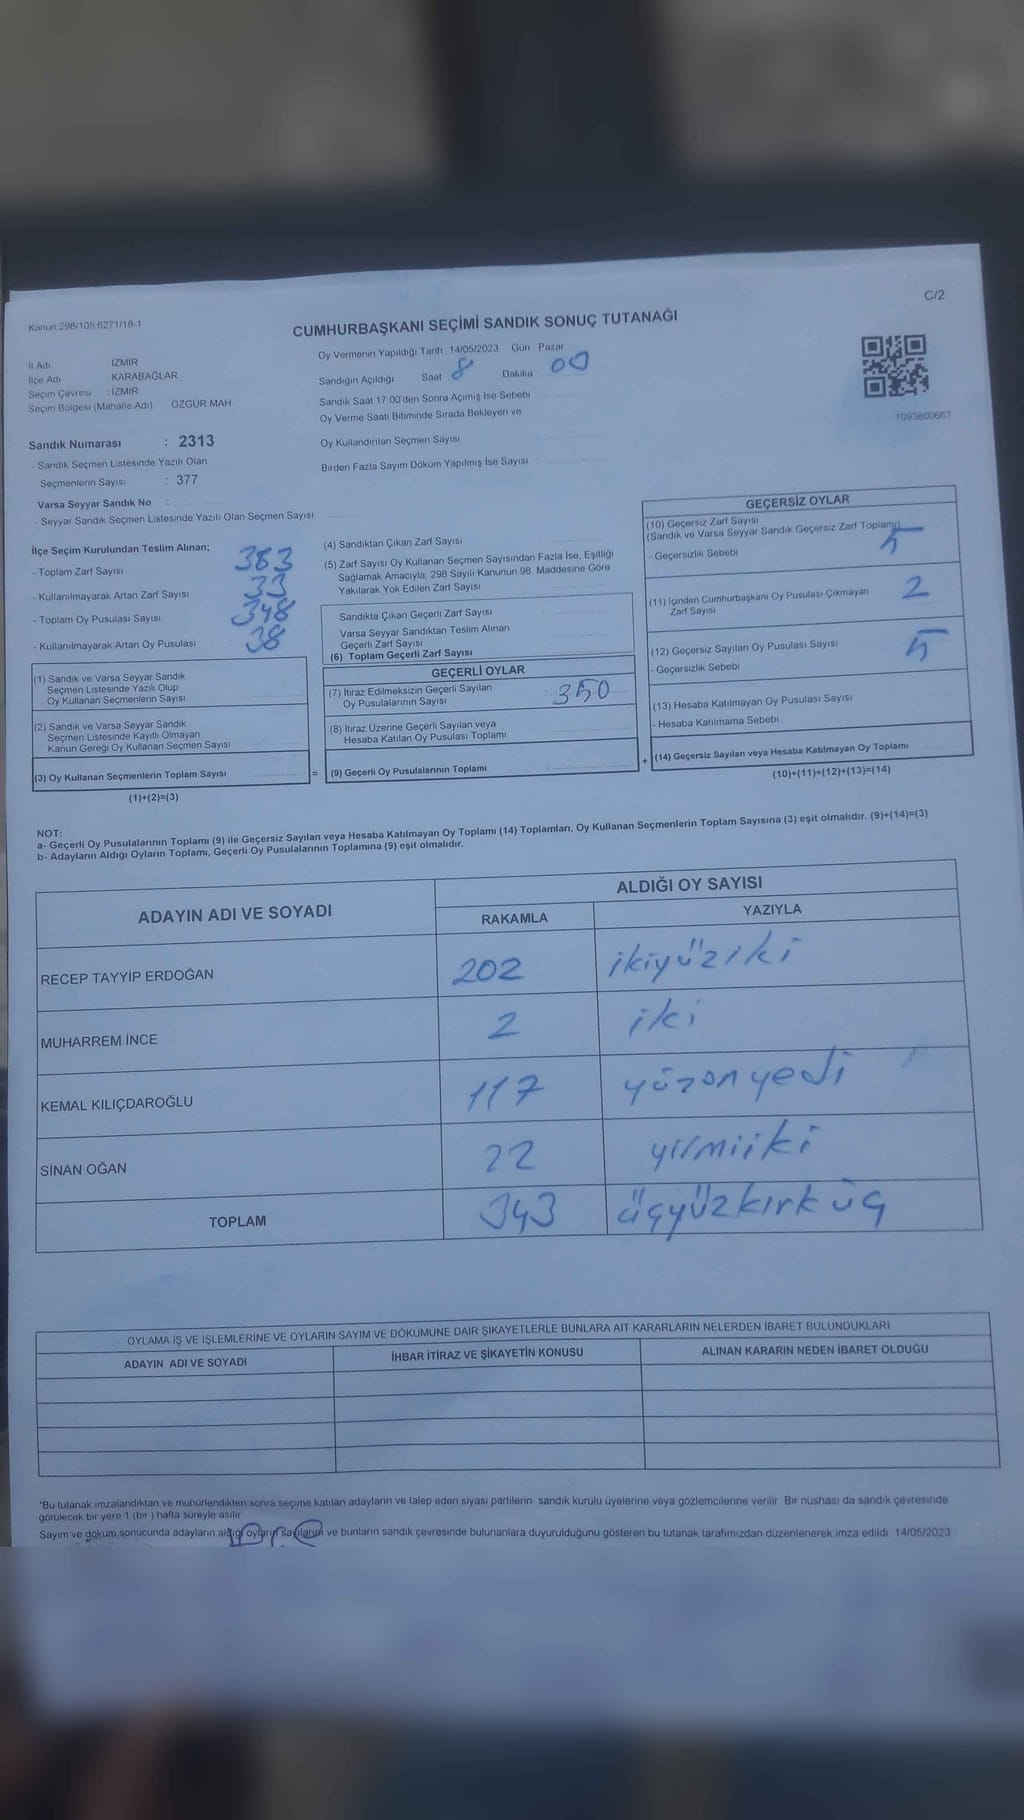 C/2
Kanun 298/105.6271/18-1
CUMHURBAŞKANI SEÇİMİ SANDIK SONUÇ TUTANAĞI
İl Adı İZMİR
İlçe Adı : KARABAĞLAR
Seçim Çevresi : İZMİR
Seçim Bölgesi (Mahalle Adı) ÖZGÜR MAH.
Sandık Numarası : 2313
- Sandık Seçmen Listesinde Yazılı Olan
Seçmenlerin Sayısı : 377
Varsa Seyyar Sandık No :
- Seyyar Sandık Seçmen Listesinde Yazılı Olan Seçmen Sayısı:
Oy Vermenin Yapıldığı Tarih 14/05/2023 Gün Pazar
Sandığın Açıldığı Saat 8 Dakika 00
Sandık Saat 17.00'den Sonra Açımış İse Sebebi
Oy Verme Saati Bitiminde Sırada Bekleyen ve
Oy Kullandırılan Seçmen Sayısı
Birden Fazla Sayım Döküm Yapılmış İse Sayısı :
1093800667
İlçe Seçim Kurulundan Teslim Alınan;
- Toplam Zarf Sayısı 383
- Kullanılmayarak Artan Zarf Sayısı 33
- Toplam Oy Pusulası Sayısı 348
- Kullanılmayarak Artan Oy Pusulası 38
(1) Sandık ve Varsa Seyyar Sandık
Seçmen Listesinde Yazılı Olup
Oy Kullanan Seçmenlerin Sayısı
(2) Sandık ve Varsa Seyyar Sandık
Seçmen Listesinde Kayıtlı Olmayan
Kanun Gereği Oy Kullanan Seçmen Sayısı
(3) Oy Kullanan Seçmenlerin Toplam Sayısı =
(1)+(2)=(3)
(4) Sandıktan Çıkan Zarf Sayısı
(5) Zarf Sayısı Oy Kullanan Seçmen Sayısından Fazla İse, Eşitliği
Sağlamak Amacıyla, 298 Sayılı Kanunun 98. Maddesine Göre
Yakılarak Yok Edilen Zarf Sayısı
Sandıkta Çıkan Geçerli Zarf Sayısı
Varsa Seyyar Sandıktan Teslim Alınan
Geçerli Zarf Sayısı
(6) Toplam Geçerli Zarf Sayısı
GEÇERLİ OYLAR
(7) İtiraz Edilmeksizin Geçerli Sayılan
Oy Pusulalarının Sayısı : 350
(8) İtiraz Üzerine Geçerli Sayılan veya
Hesaba Katılan Oy Pusulası Toplamı
(9) Geçerli Oy Pusulalarının Toplamı : +
GEÇERSİZ OYLAR
(10) Geçersiz Zarf Sayısı
(Sandık ve Varsa Seyyar Sandık Geçersiz Zarf Toplamı) 5
- Geçersizlik Sebebi
(11) İçinden Cumhurbaşkanı Oy Pusulası Çıkmayan
Zarf Sayısı 2
(12) Geçersiz Sayılan Oy Pusulası Sayısı 5
- Geçersizlik Sebebi
(13) Hesaba Katılmayan Oy Pusulası Sayısı
- Hesaba Katılmama Sebebi
(14) Geçersiz Sayılan veya Hesaba Katılmayan Oy Toplamı
(10)+(11)+(12)+(13)=(14)
NOT:
a- Geçerli Oy Pusulalarının Toplamı (9) ile Geçersiz Sayılan veya Hesaba Katılmayan Oy Toplamı (14) Toplamları, Oy Kullanan Seçmenlerin Toplam Sayısına (3) eşit olmalıdır. (9)+(14)=(3)
b- Adayların Aldığı Oyların Toplamı, Geçerli Oy Pusulalarının Toplamına (9) eşit olmalıdır.
ADAYIN ADI VE SOYADI ALDIĞI OY SAYISI
RAKAMLA YAZIYLA
RECEP TAYYİP ERDOĞAN 202 ikiyüziki
MUHARREM İNCE 2 iki
KEMAL KILIÇDAROĞLU 117 yüzonyedi
SİNAN OĞAN 22 yirmiiki
TOPLAM 343 üçyüzkırküç
OYLAMA İŞ VE İŞLEMLERİNE VE OYLARIN SAYIM VE DÖKÜMÜNE DAİR ŞİKAYETLERLE BUNLARA AİT KARARLARIN NELERDEN İBARET BULUNDUKLARI
ADAYIN ADI VE SOYADI İHBAR İTİRAZ VE ŞİKAYETİN KONUSU ALINAN KARARIN NEDEN İBARET OLDUĞU
"Bu tutanak imzalandıktan ve mühürlendikten sonra seçime katılan adayların ve talep eden siyasi partilerin sandık kurulu üyelerine veya gözlemcilerine verilir. Bir nüshası da sandık çevresinde
görülecek bir yere 1 (bir) hafta süreyle asılır
Sayım ve döküm sonucunda adayların aldığı oyların sayılarını ve bunların sandık çevresinde bulunanlara duyurulduğunu gösteren bu tutanak tarafımızdan düzenlenerek imza edildi 14/05/2023